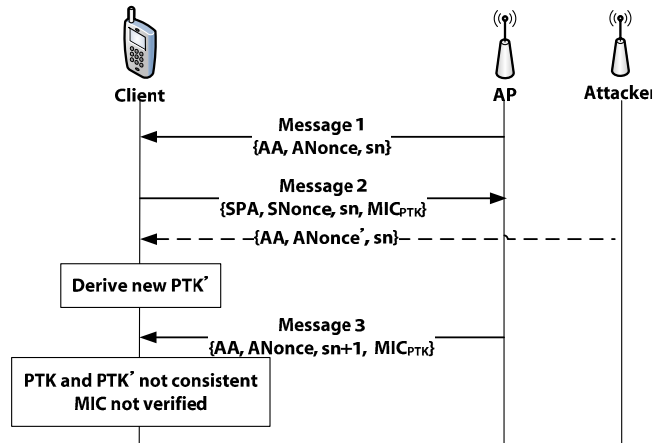 Client
AP
Attacker
Message 1
{AA, ANonce, sn}
Message 2
{SPA, SNonce, sn, MICPTK}
{AA, ANonce', sn}
Derive new PTK'
Message 3
{AA, ANonce, sn+1, MICPTK}
PTK and PTK' not consistent
MIC not verified